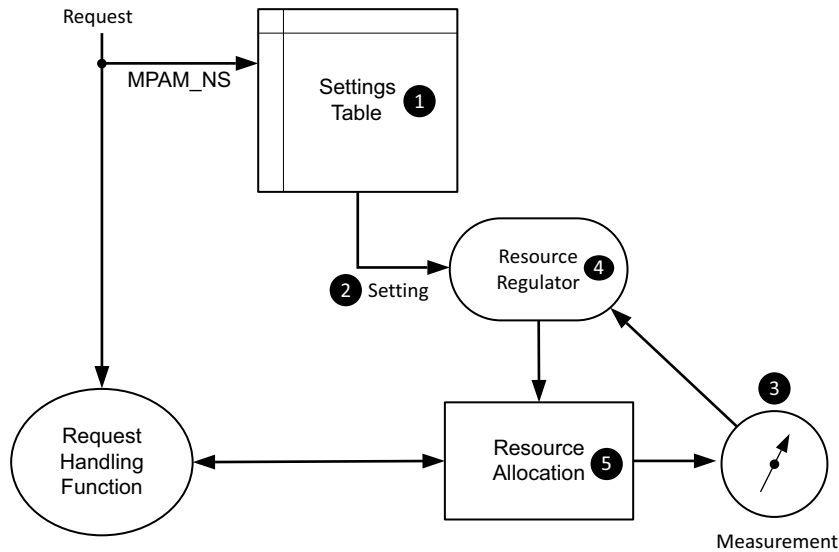 Request
MPAM_NS
Settings
Table
1
2 Setting
Resource
Regulator
4
3
Request
Handling
Function
Resource
Allocation
5
Measurement